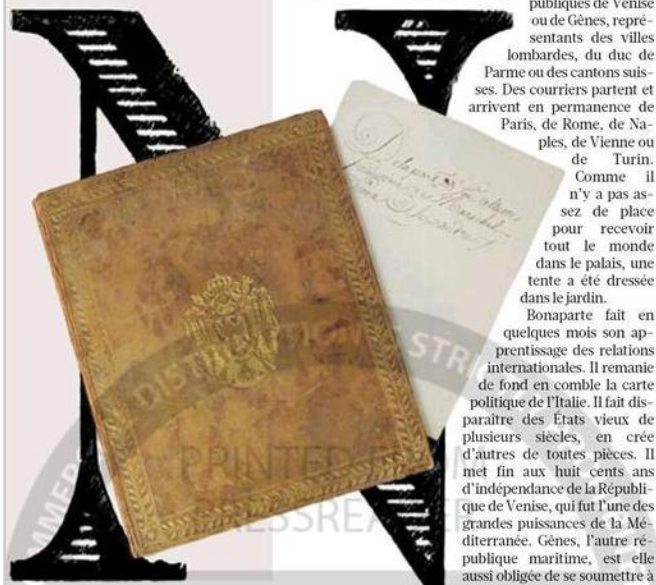 N
publiques de Venise
ou de Gênes, repré-
sentants des villes
lombardes, du duc de
Parme ou des cantons suis-
ses. Des courriers partent et
arrivent en permanence de
Paris, de Rome, de Na-
ples, de Vienne ou
de Turin.
Comme il
n'y a pas as-
sez de place
pour recevoir
tout le monde
dans le palais, une
tente a été dressée
dans le jardin.
Bonaparte fait en
quelques mois son ap-
prentissage des relations
internationales. Il remanie
de fond en comble la carte
politique de l'Italie. Il fait dis-
paraître des États vieux de
plusieurs siècles, en crée
d'autres de toutes pièces. Il
met fin aux huit cents ans
d'indépendance de la Républi-
que de Venise, qui fut l'une des
grandes puissances de la Mé-
diterranée. Gênes, l'autre ré-
publique maritime, est elle
aussi obligée de se soumettre à
PRINTED